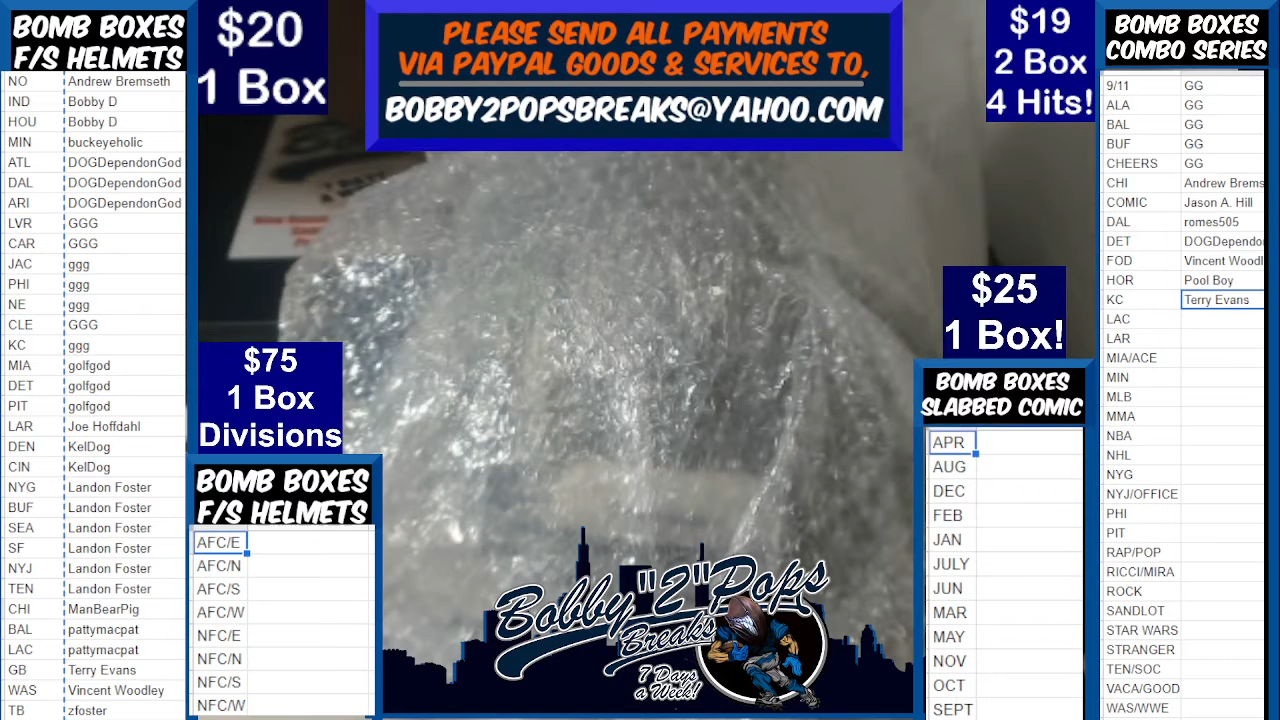 BOMB BOXES
F/S HELMETS
NO Andrew Bremseth
IND Bobby D
HOU Bobby D
MIN buckeyeholic
ATL DOGDependonGod
DAL DOGDependonGod
ARI DOGDependonGod
LVR GGG
CAR GGG
JAC ggg
PHI ggg
NE ggg
CLE GGG
KC ggg
MIA golfgod
DET golfgod
PIT golfgod
LAR Joe Hoffdahl
DEN KelDog
CIN KelDog
NYG Landon Foster
BUF Landon Foster
SEA Landon Foster
SF Landon Foster
NYJ Landon Foster
TEN Landon Foster
CHI ManBearPig
BAL pattymacpat
LAC pattymacpat
GB Terry Evans
WAS Vincent Woodley
TB zfoster
$20
1 Box
$75
1 Box
Divisions
BOMB BOXES
F/S HELMETS
AFC/E
AFC/N
AFC/S
AFC/W
NFC/E
NFC/N
NFC/S
NFC/W
PLEASE SEND ALL PAYMENTS
VIA PAYPAL GOODS & SERVICES TO,
BOBBY2POPSBREAKS@YAHOO.COM
Bobby "2" Pops
Breaks
7 Days
a Week!
$19
2 Box
4 Hits!
$25
1 Box!
BOMB BOXES
SLABBED COMIC
APR
AUG
DEC
FEB
JAN
JULY
JUN
MAR
MAY
NOV
OCT
SEPT
BOMB BOXES
COMBO SERIES
9/11 GG
ALA GG
BAL GG
BUF GG
CHEERS GG
CHI Andrew Brems
COMIC Jason A. Hill
DAL romes505
DET DOGDependo
FOD Vincent Woodl
HOR Pool Boy
KC Terry Evans
LAC
LAR
MIA/ACE
MIN
MLB
MMA
NBA
NHL
NYG
NYJ/OFFICE
PHI
PIT
RAP/POP
RICCI/MIRA
ROCK
SANDLOT
STAR WARS
STRANGER
TEN/SOC
VACA/GOOD
WAS/WWE